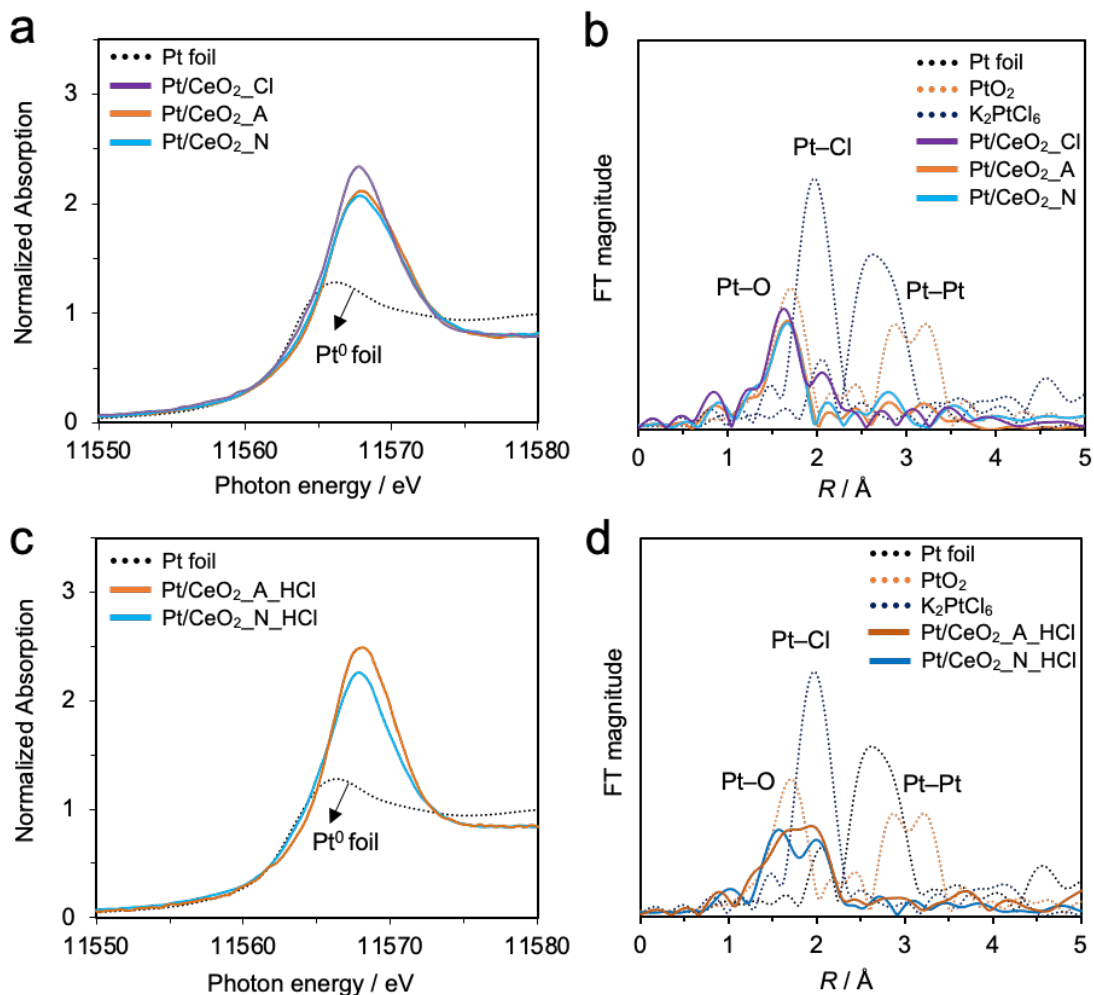 a
Pt foil
Pt/CeO₂_Cl
Pt/CeO₂_A
Pt/CeO₂_N
Pt⁰ foil
Normalized Absorption
0
1
2
3
11550
11560
11570
11580
Photon energy / eV
b
Pt foil
PtO₂
K₂PtCl₆
Pt/CeO₂_Cl
Pt/CeO₂_A
Pt/CeO₂_N
Pt–Cl
Pt–O
Pt–Pt
FT magnitude
0
1
2
3
4
5
R / Å
c
Pt foil
Pt/CeO₂_A_HCl
Pt/CeO₂_N_HCl
Pt⁰ foil
Normalized Absorption
0
1
2
3
11550
11560
11570
11580
Photon energy / eV
d
Pt foil
PtO₂
K₂PtCl₆
Pt/CeO₂_A_HCl
Pt/CeO₂_N_HCl
Pt–Cl
Pt–O
Pt–Pt
FT magnitude
0
1
2
3
4
5
R / Å